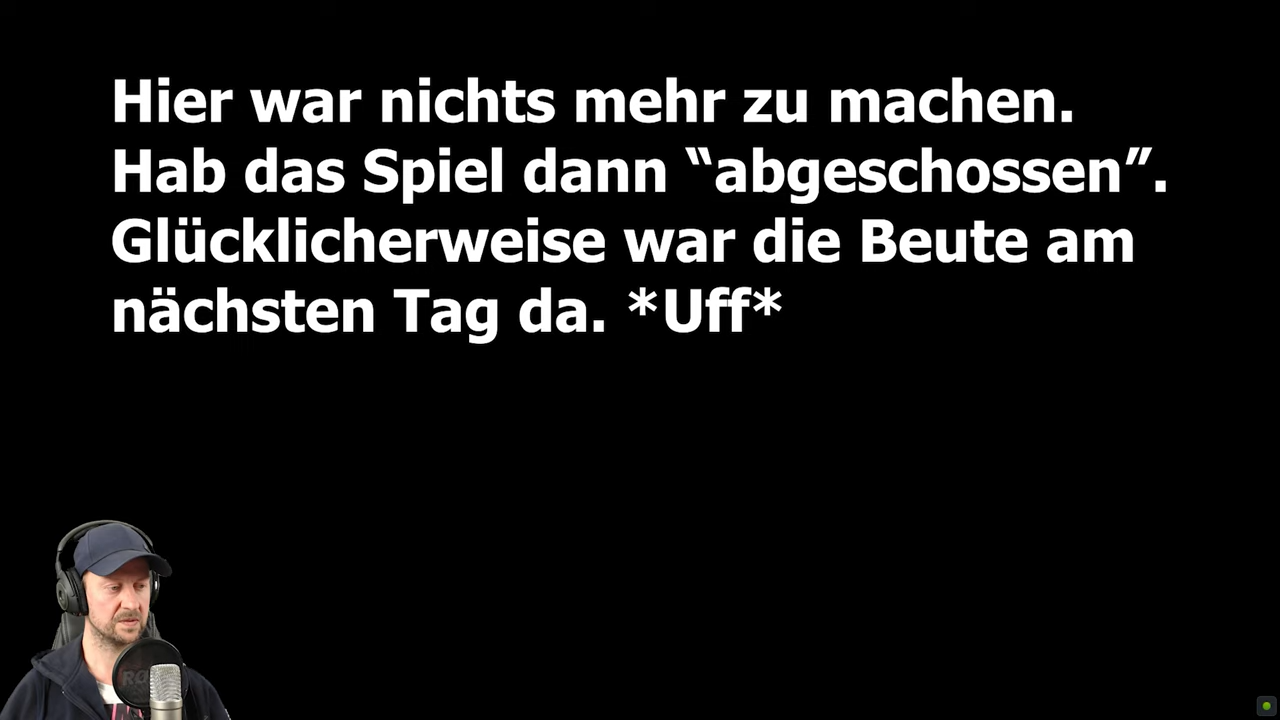 Hier war nichts mehr zu machen.
Hab das Spiel dann “abgeschossen”.
Glücklicherweise war die Beute am
nächsten Tag da. *Uff*